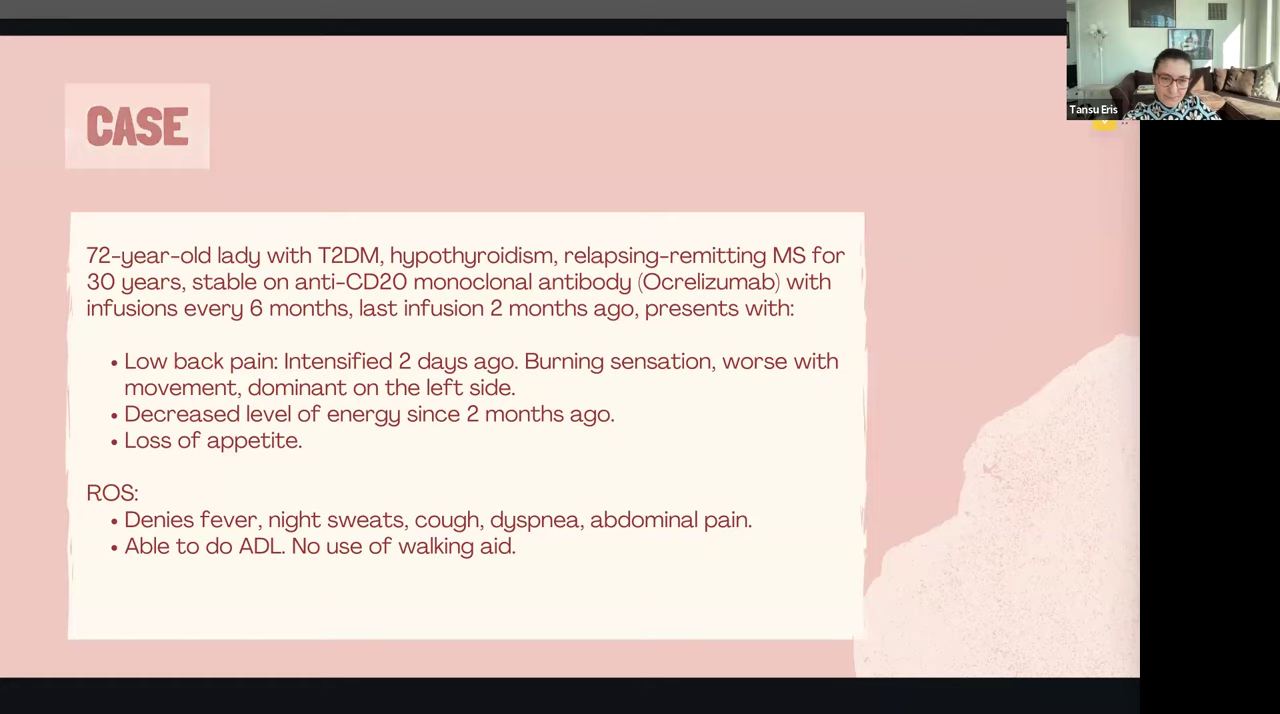 Tansu Eris
CASE
72-year-old lady with T2DM, hypothyroidism, relapsing-remitting MS for
30 years, stable on anti-CD20 monoclonal antibody (Ocrelizumab) with
infusions every 6 months, last infusion 2 months ago, presents with:
• Low back pain: Intensified 2 days ago. Burning sensation, worse with
movement, dominant on the left side.
• Decreased level of energy since 2 months ago.
• Loss of appetite.
ROS:
• Denies fever, night sweats, cough, dyspnea, abdominal pain.
• Able to do ADL. No use of walking aid.